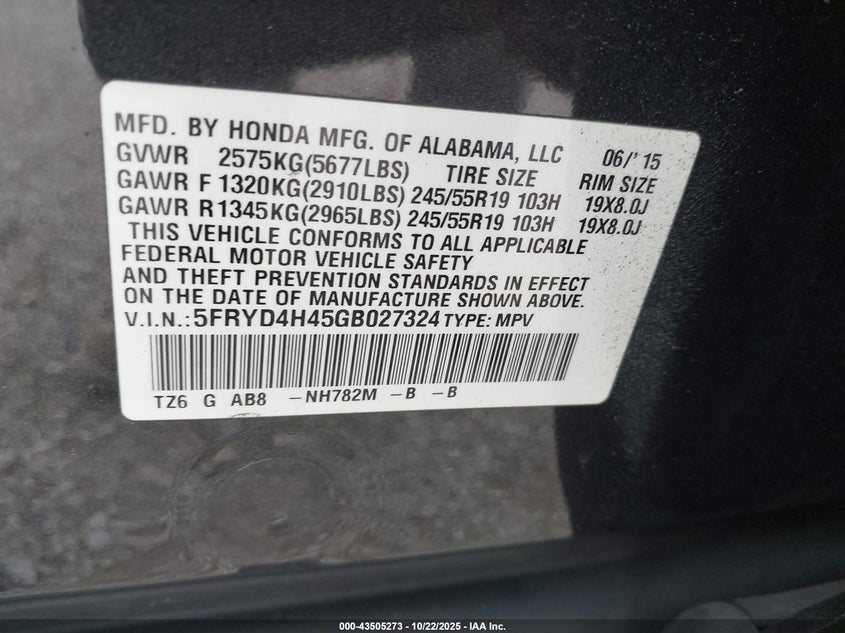 MFD. BY HONDA MFG. OF ALABAMA, LLC 06/' 15
GVWR 2575KG(5677LBS) TIRE SIZE RIM SIZE
GAWR F 1320KG(2910LBS) 245/55R19 103H 19X8.0J
GAWR R 1345KG(2965LBS) 245/55R19 103H 19X8.0J
THIS VEHICLE CONFORMS TO ALL APPLICABLE
FEDERAL MOTOR VEHICLE SAFETY
AND THEFT PREVENTION STANDARDS IN EFFECT
ON THE DATE OF MANUFACTURE SHOWN ABOVE.
V.I.N.: 5FRYD4H45GB027324 TYPE: MPV
TZ6 G AB8 -NH782M -B -B
000-43505273 - 10/22/2025 - IAA Inc.